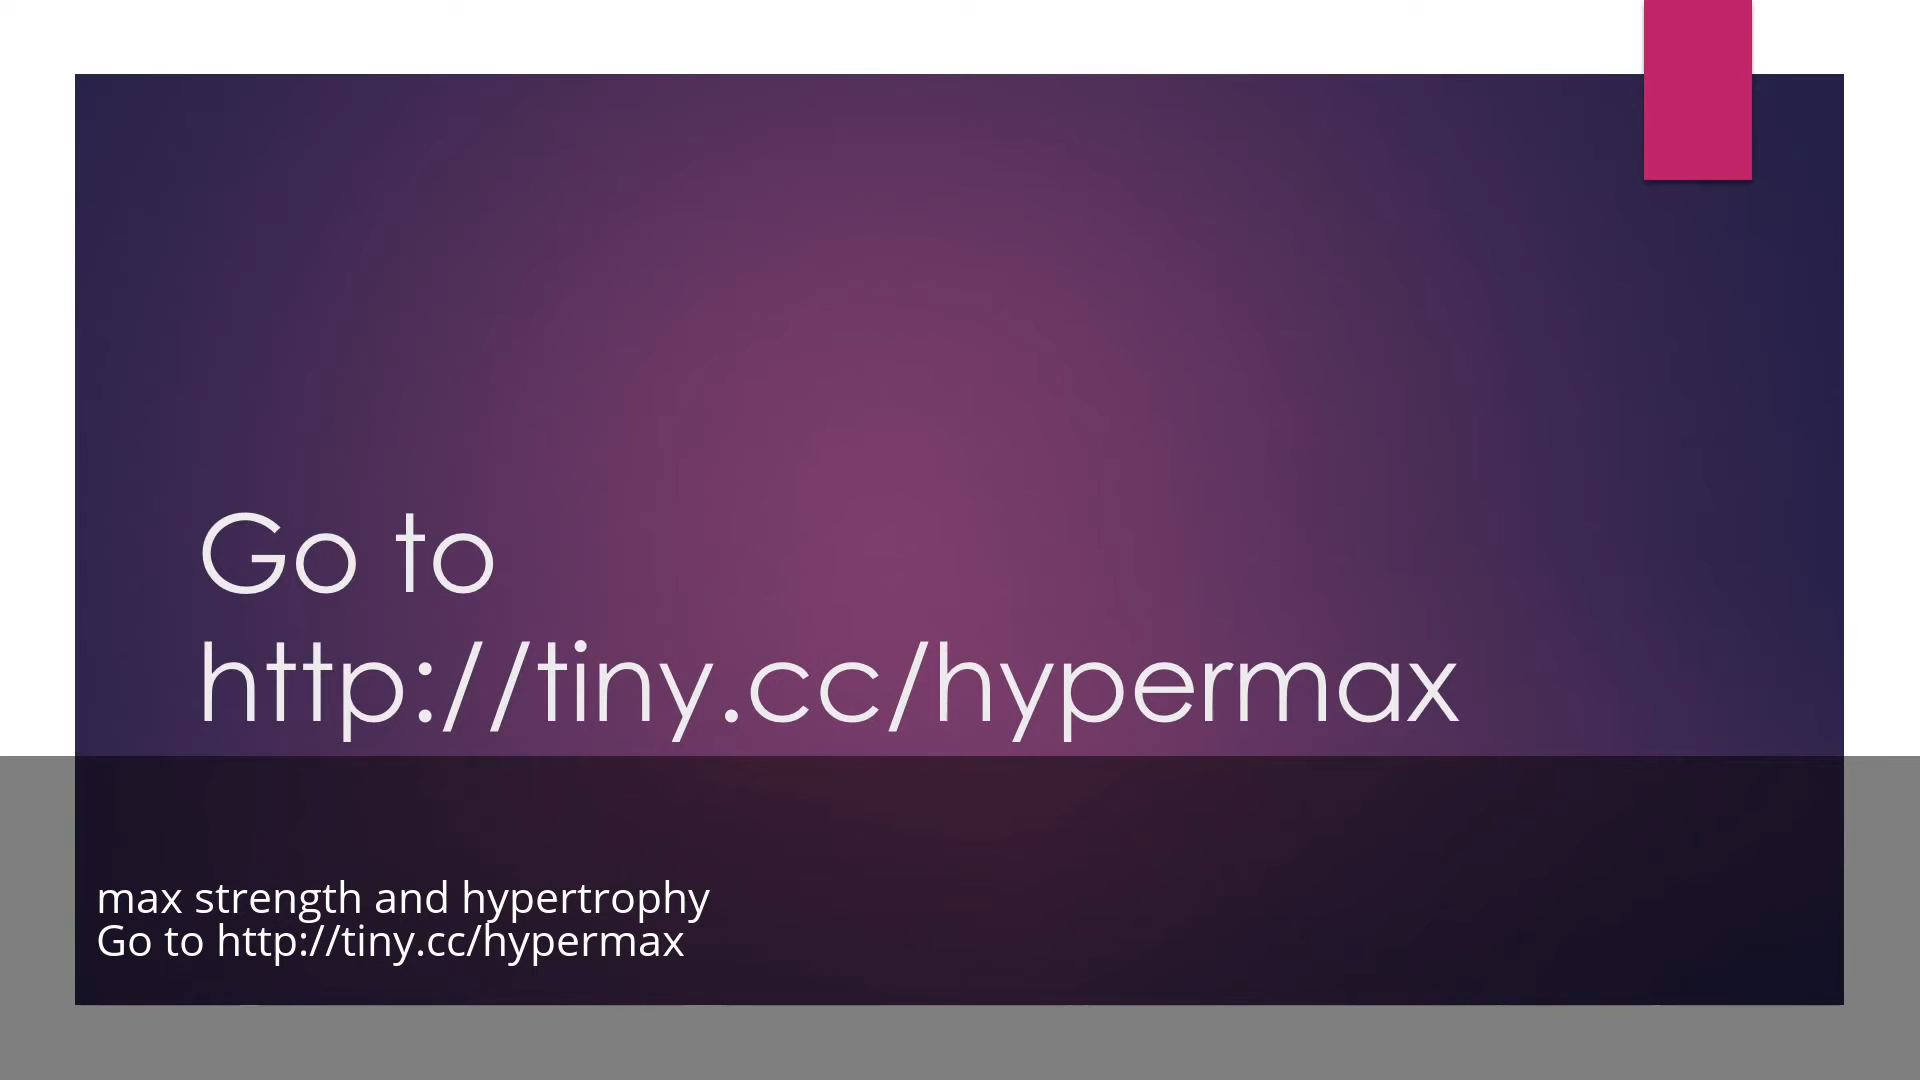 Go to
http://tiny.cc/hypermax
max strength and hypertrophy
Go to http://tiny.cc/hypermax